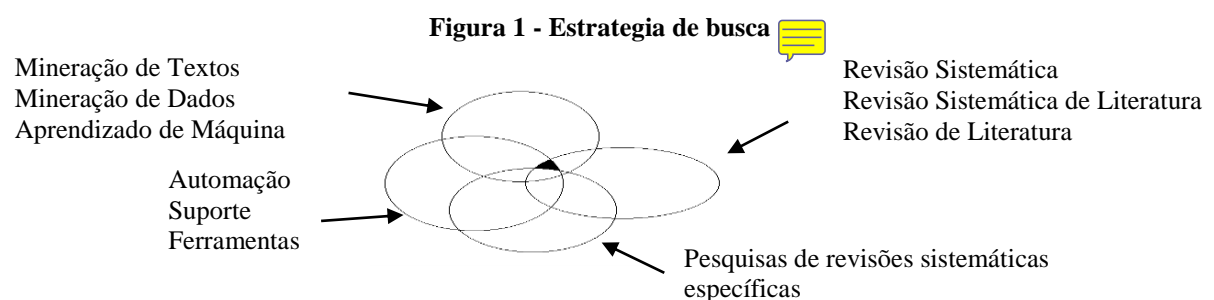 Figura 1 - Estrategia de busca
Mineração de Textos
Mineração de Dados
Aprendizado de Máquina
Revisão Sistemática
Revisão Sistemática de Literatura
Revisão de Literatura
Automação
Suporte
Ferramentas
Pesquisas de revisões sistemáticas
específicas